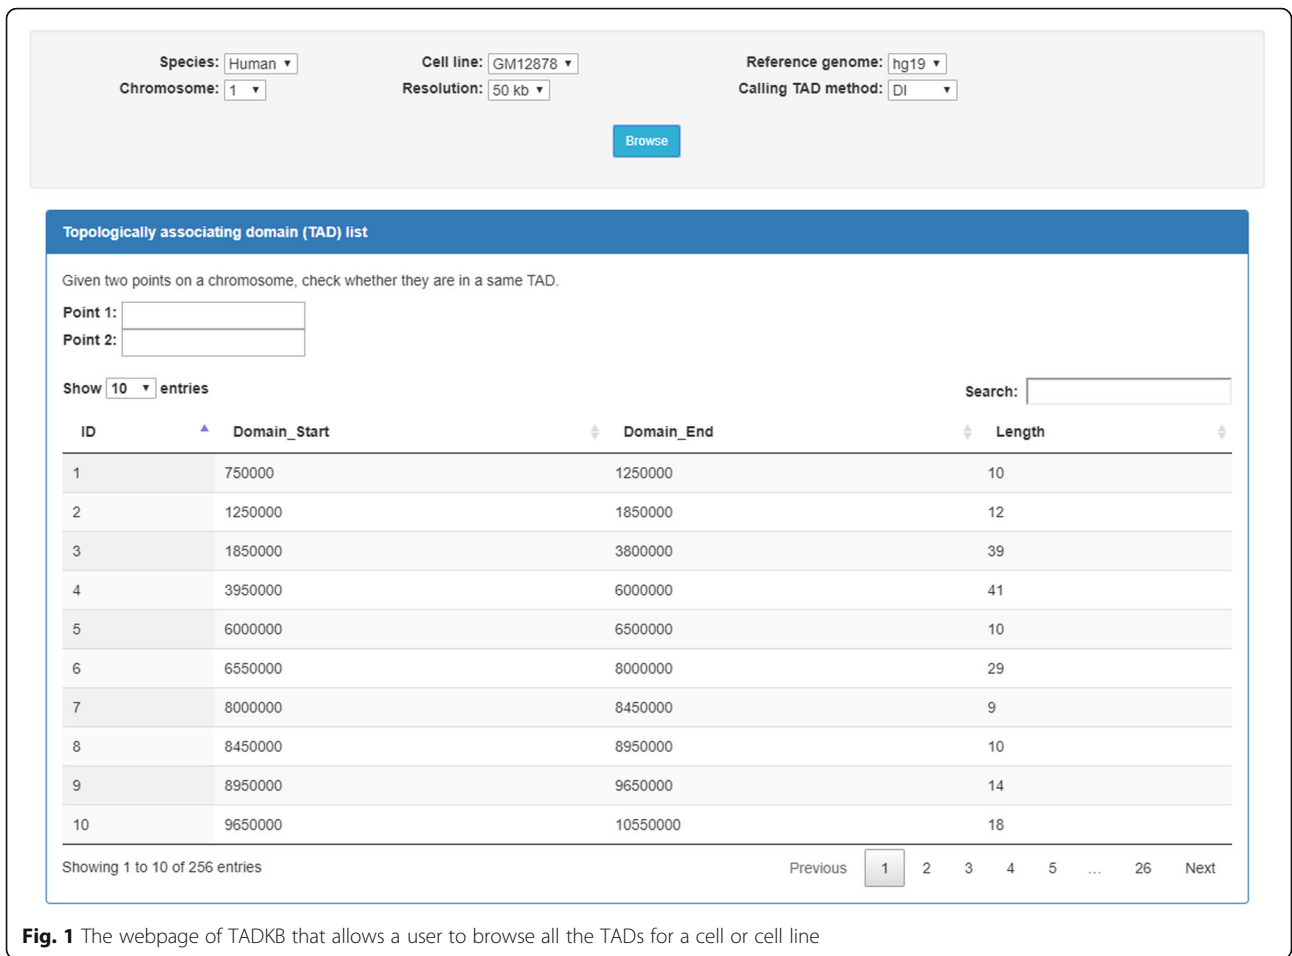 Species: Human Cell line: GM12878 Reference genome: hg19
Chromosome: 1 Resolution: 50 kb Calling TAD method: DI
Browse
Topologically associating domain (TAD) list
Given two points on a chromosome, check whether they are in a same TAD.
Point 1:
Point 2:
Show 10 entries Search:
ID Domain_Start Domain_End Length
1 750000 1250000 10
2 1250000 1850000 12
3 1850000 3800000 39
4 3950000 6000000 41
5 6000000 6500000 10
6 6550000 8000000 29
7 8000000 8450000 9
8 8450000 8950000 10
9 8950000 9650000 14
10 9650000 10550000 18
Showing 1 to 10 of 256 entries Previous 1 2 3 4 5 ... 26 Next
Fig. 1 The webpage of TADKB that allows a user to browse all the TADs for a cell or cell line